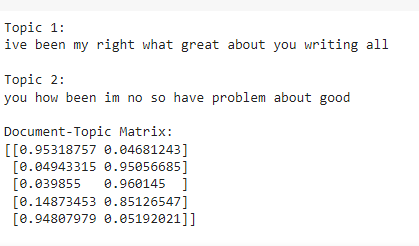 Topic 1:
ive been my right what great about you writing all
Topic 2:
you how been im no so have problem about good
Document-Topic Matrix:
[[0.95318757 0.04681243]
[0.04943315 0.95056685]
[0.039855 0.960145 ]
[0.14873453 0.85126547]
[0.94807979 0.05192021]]